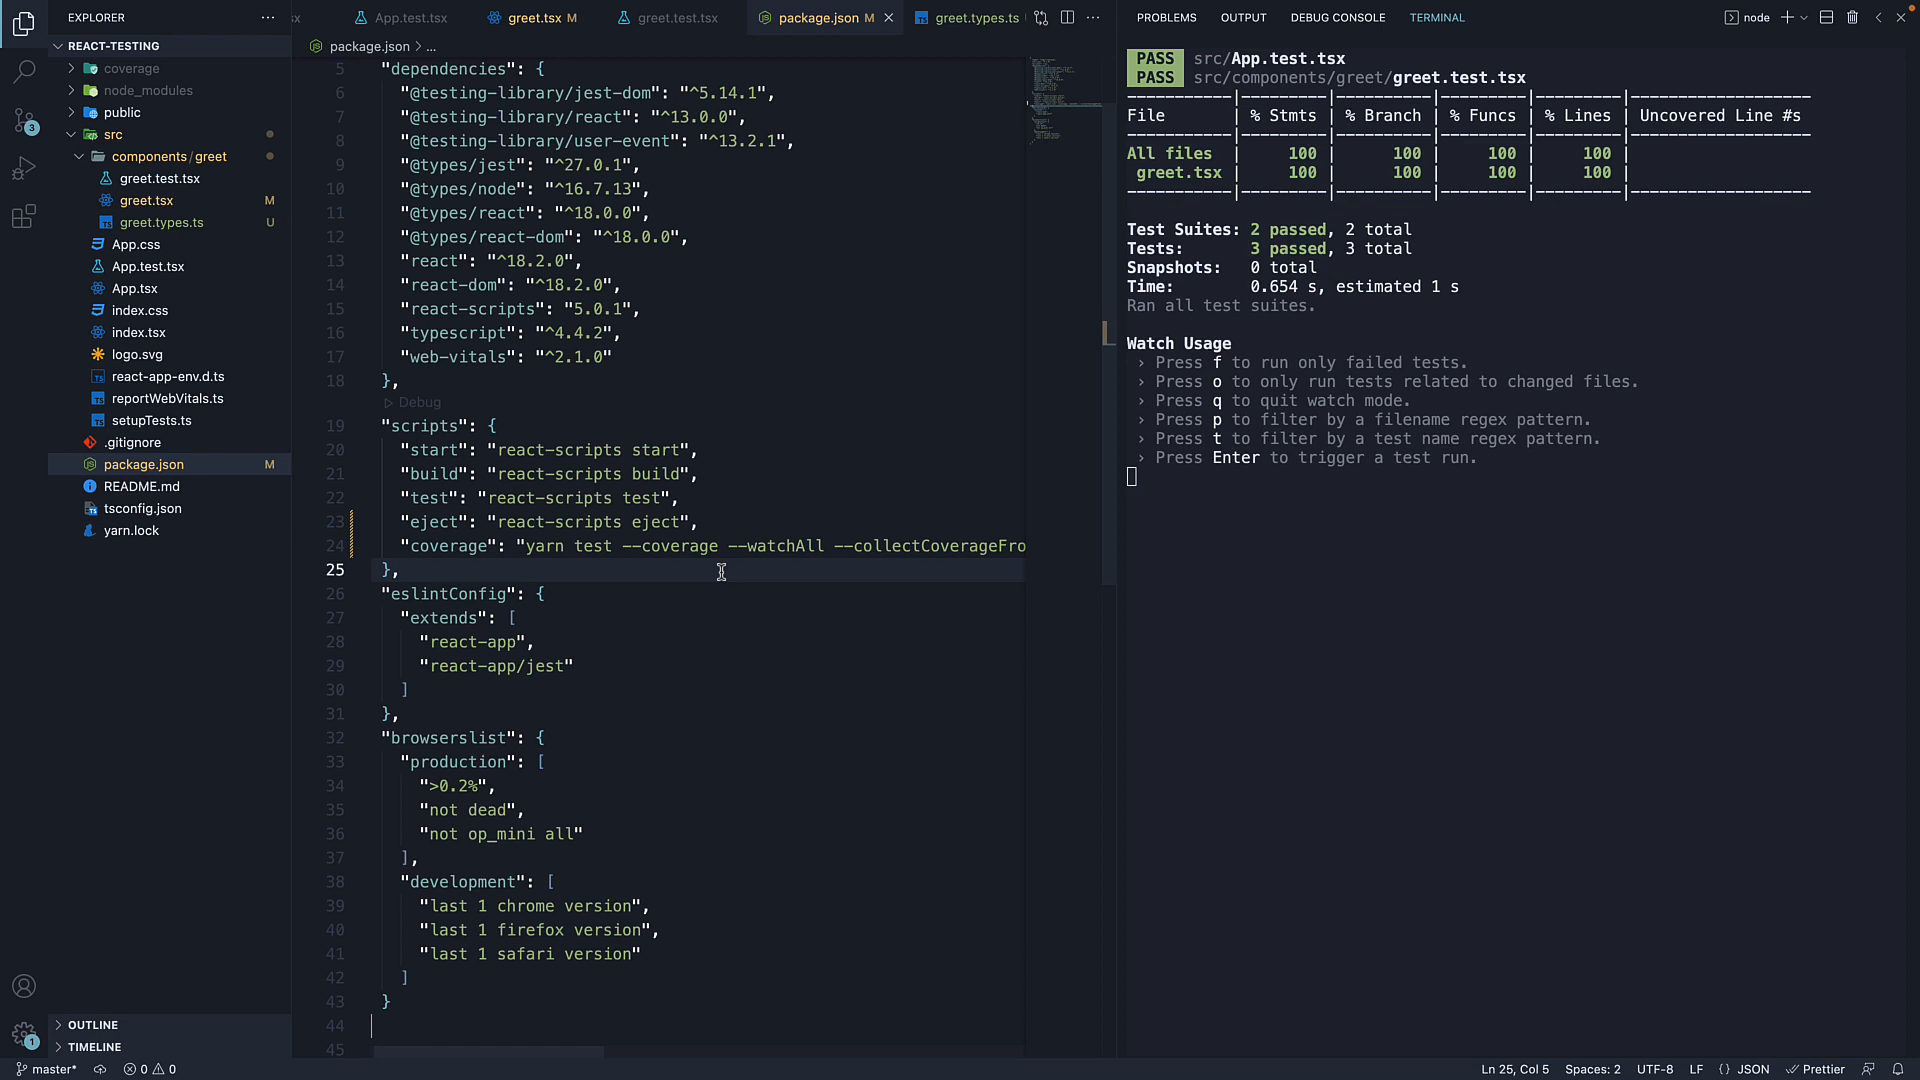 EXPLORER
REACT-TESTING
coverage
node_modules
public
src
components/greet
greet.test.tsx
greet.tsx M
greet.types.ts U
App.css
App.test.tsx
App.tsx
index.css
index.tsx
logo.svg
react-app-env.d.ts
reportWebVitals.ts
setupTests.ts
.gitignore
package.json M
README.md
tsconfig.json
yarn.lock
OUTLINE
TIMELINE
3
1
sx App.test.tsx greet.tsx M greet.test.tsx package.json M greet.types.ts
package.json > ...
5 "dependencies": {
6 "@testing-library/jest-dom": "^5.14.1",
7 "@testing-library/react": "^13.0.0",
8 "@testing-library/user-event": "^13.2.1",
9 "@types/jest": "^27.0.1",
10 "@types/node": "^16.7.13",
11 "@types/react": "^18.0.0",
12 "@types/react-dom": "^18.0.0",
13 "react": "^18.2.0",
14 "react-dom": "^18.2.0",
15 "react-scripts": "5.0.1",
16 "typescript": "^4.4.2",
17 "web-vitals": "^2.1.0"
18 },
Debug
19 "scripts": {
20 "start": "react-scripts start",
21 "build": "react-scripts build",
22 "test": "react-scripts test",
23 "eject": "react-scripts eject",
24 "coverage": "yarn test --coverage --watchAll --collectCoverageFro
25 },
26 "eslintConfig": {
27 "extends": [
28 "react-app",
29 "react-app/jest"
30 ]
31 },
32 "browserslist": {
33 "production": [
34 ">0.2%",
35 "not dead",
36 "not op_mini all"
37 ],
38 "development": [
39 "last 1 chrome version",
40 "last 1 firefox version",
41 "last 1 safari version"
42 ]
43 }
44
45
PROBLEMS OUTPUT DEBUG CONSOLE TERMINAL node
PASS src/App.test.tsx
PASS src/components/greet/greet.test.tsx
------------|---------|----------|---------|---------|-------------------
File | % Stmts | % Branch | % Funcs | % Lines | Uncovered Line #s
------------|---------|----------|---------|---------|-------------------
All files | 100 | 100 | 100 | 100 |
greet.tsx | 100 | 100 | 100 | 100 |
------------|---------|----------|---------|---------|-------------------
Test Suites: 2 passed, 2 total
Tests: 3 passed, 3 total
Snapshots: 0 total
Time: 0.654 s, estimated 1 s
Ran all test suites.
Watch Usage
› Press f to run only failed tests.
› Press o to only run tests related to changed files.
› Press q to quit watch mode.
› Press p to filter by a filename regex pattern.
› Press t to filter by a test name regex pattern.
› Press Enter to trigger a test run.
master* 0 0 Ln 25, Col 5 Spaces: 2 UTF-8 LF {} JSON Prettier